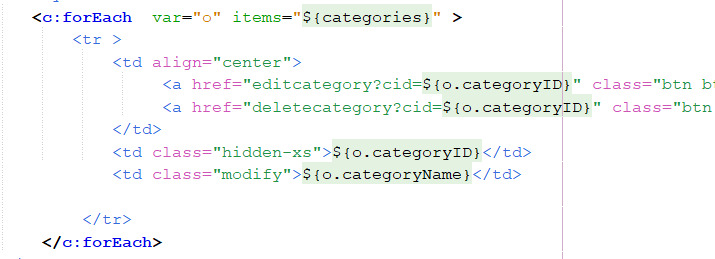 <c:forEach var="o" items="${categories}" >
<tr >
<td align="center">
<a href="editcategory?cid=${o.categoryID}" class="btn
<a href="deletecategory?cid=${o.categoryID}" class="btn
</td>
<td class="hidden-xs">${o.categoryID}</td>
<td class="modify">${o.categoryName}</td>
</tr>
</c:forEach>